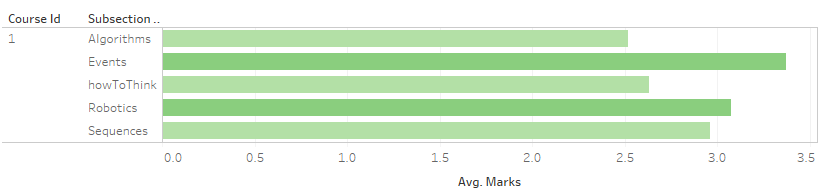 Course Id Subsection ..
1 Algorithms
Events
howToThink
Robotics
Sequences
0.0 0.5 1.0 1.5 2.0 2.5 3.0 3.5
Avg. Marks